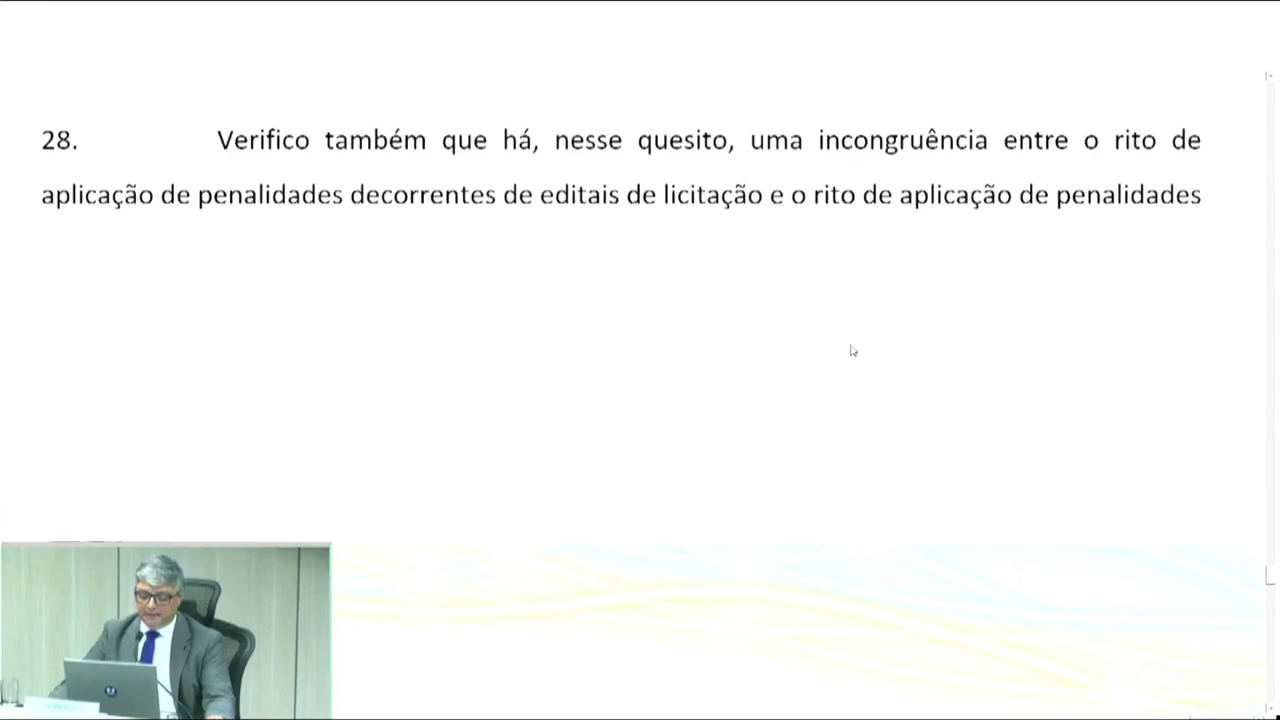 28. Verifico também que há, nesse quesito, uma incongruência entre o rito de
aplicação de penalidades decorrentes de editais de licitação e o rito de aplicação de penalidades